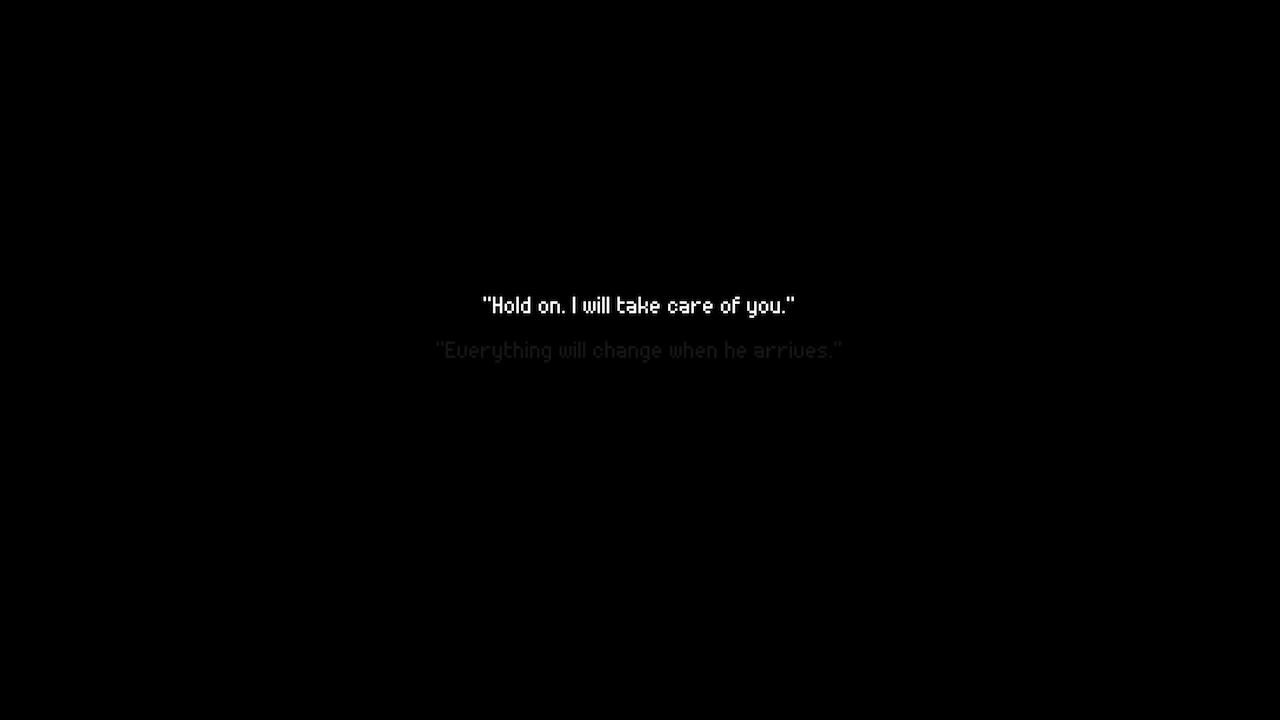 "Hold on. I will take care of you."
"Everything will change when he arrives."